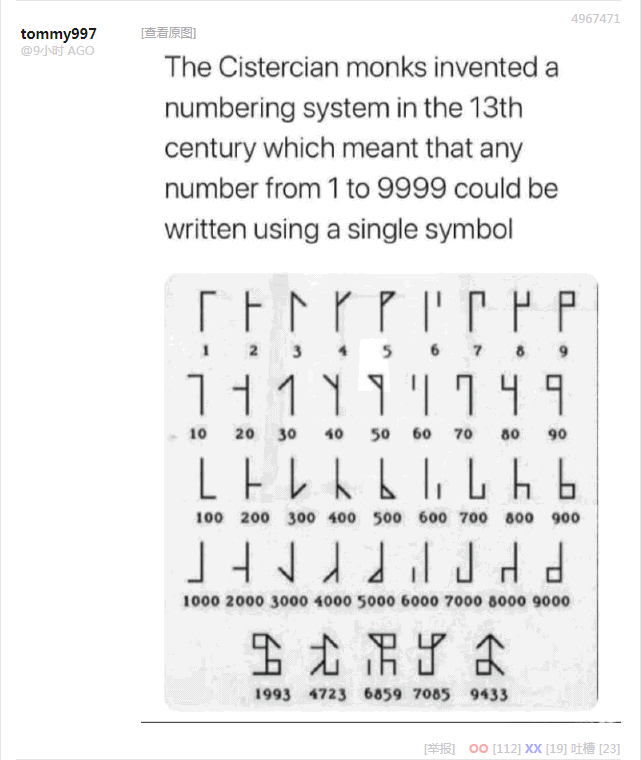 4967471
tommy997 [查看原图]
@9小时 AGO
The Cistercian monks invented a
numbering system in the 13th
century which meant that any
number from 1 to 9999 could be
written using a single symbol
1 2 3 4 5 6 7 8 9
10 20 30 40 50 60 70 80 90
100 200 300 400 500 600 700 800 900
1000 2000 3000 4000 5000 6000 7000 8000 9000
1993 4723 6859 7085 9433
[举报] OO [112] XX [19] 吐槽 [23]